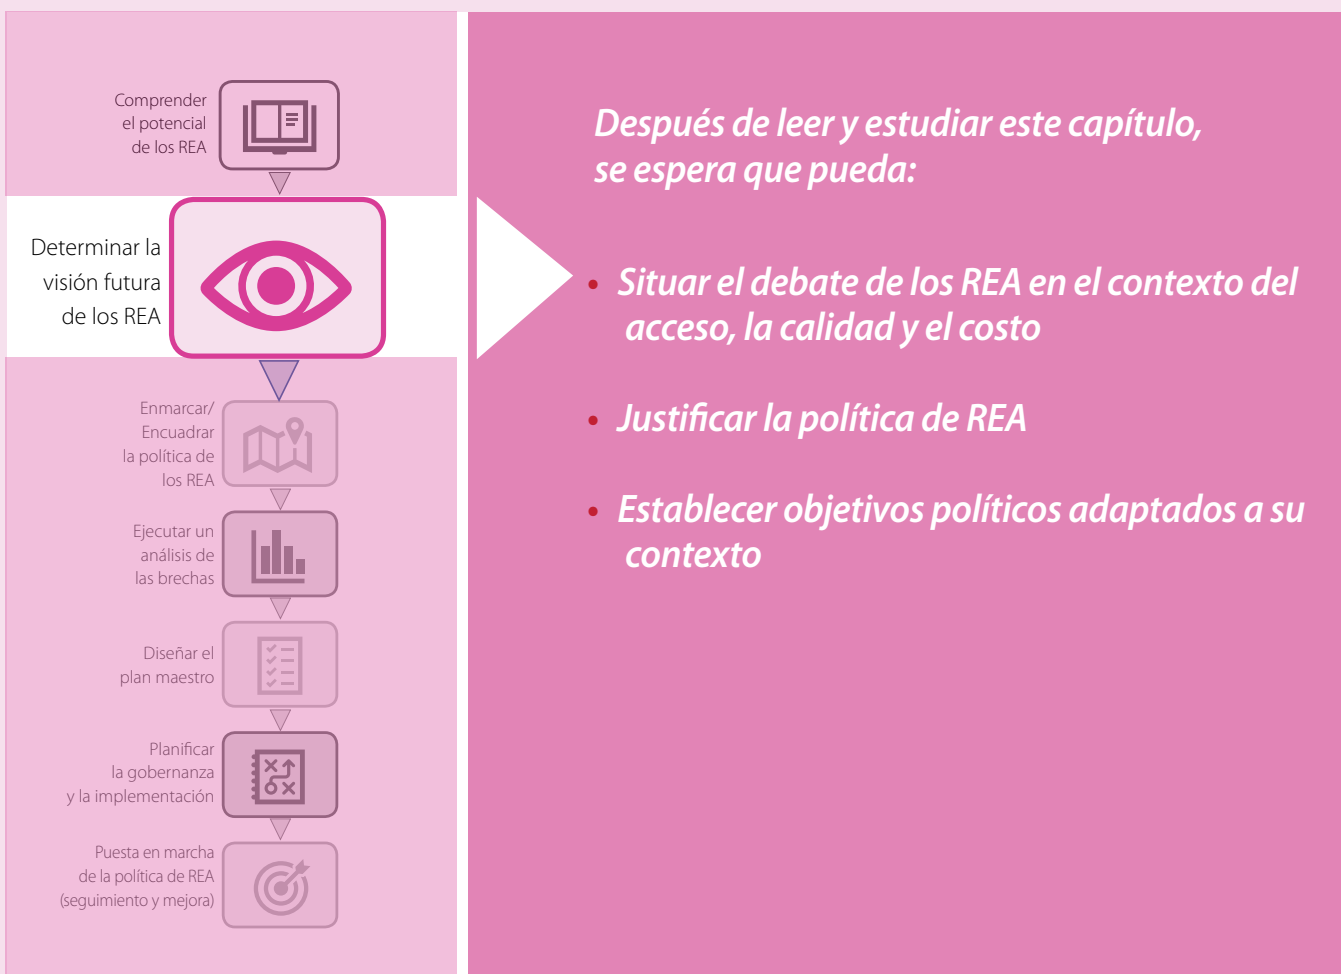 Comprender
el potencial
de los REA
Determinar la
visión futura
de los REA
Enmarcar/
Encuadrar
la política de
los REA
Ejecutar un
análisis de
las brechas
Diseñar el
plan maestro
Planificar
la gobernanza
y la implementación
Puesta en marcha
de la política de REA
(seguimiento y mejora)
Después de leer y estudiar este capítulo,
se espera que pueda:
• Situar el debate de los REA en el contexto del
acceso, la calidad y el costo
• Justificar la política de REA
• Establecer objetivos políticos adaptados a su
contexto